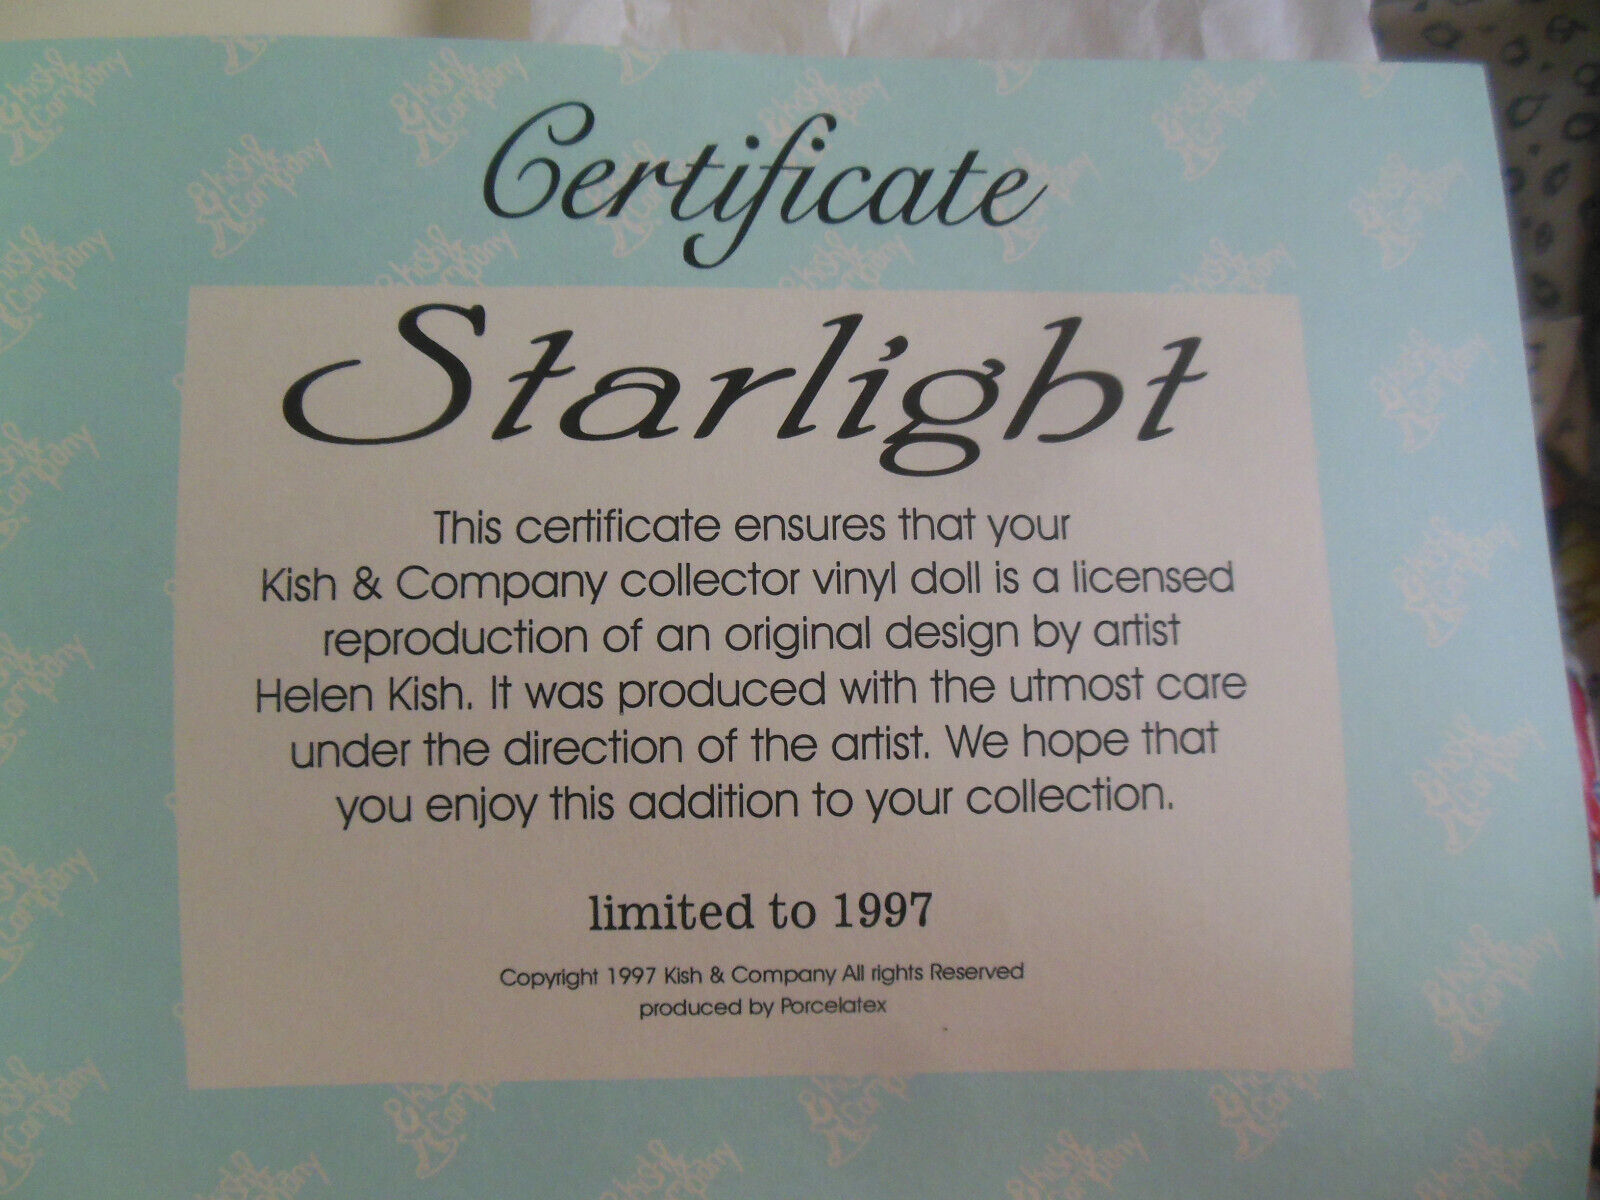 Certificate
Starlight
This certificate ensures that your
Kish & Company collector vinyl doll is a licensed
reproduction of an original design by artist
Helen Kish. It was produced with the utmost care
under the direction of the artist. We hope that
you enjoy this addition to your collection.
limited to 1997
Copyright 1997 Kish & Company All rights Reserved
produced by Porcelatex